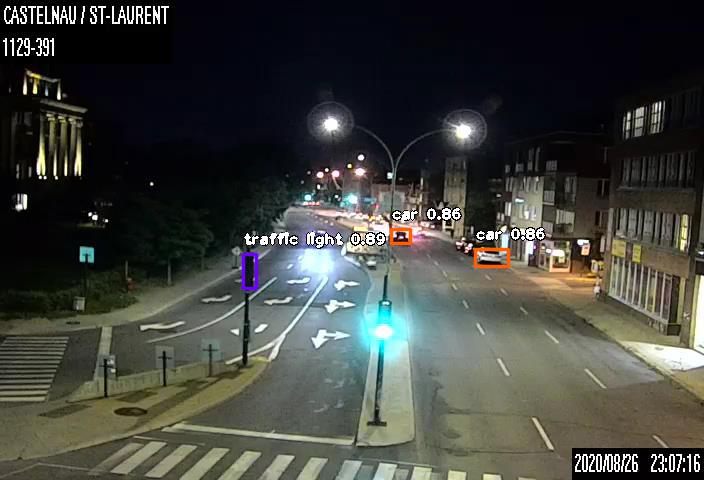 CASTELNAU / ST-LAURENT
1129-391
car 0.86
car 0.86
traffic light 0.89
2020/08/26 23:07:16